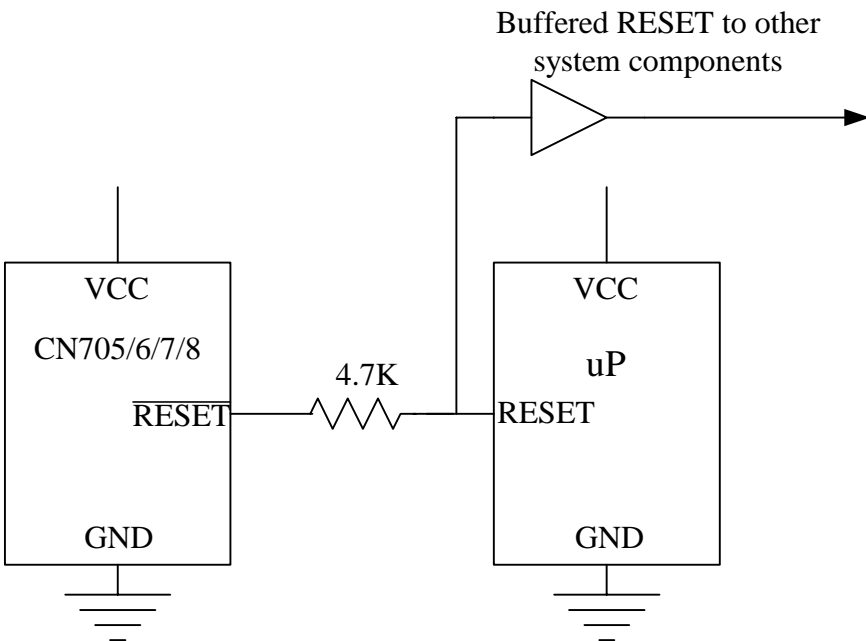 Buffered RESET to other
system components
VCC
CN705/6/7/8
RESET
GND
4.7K
VCC
uP
RESET
GND